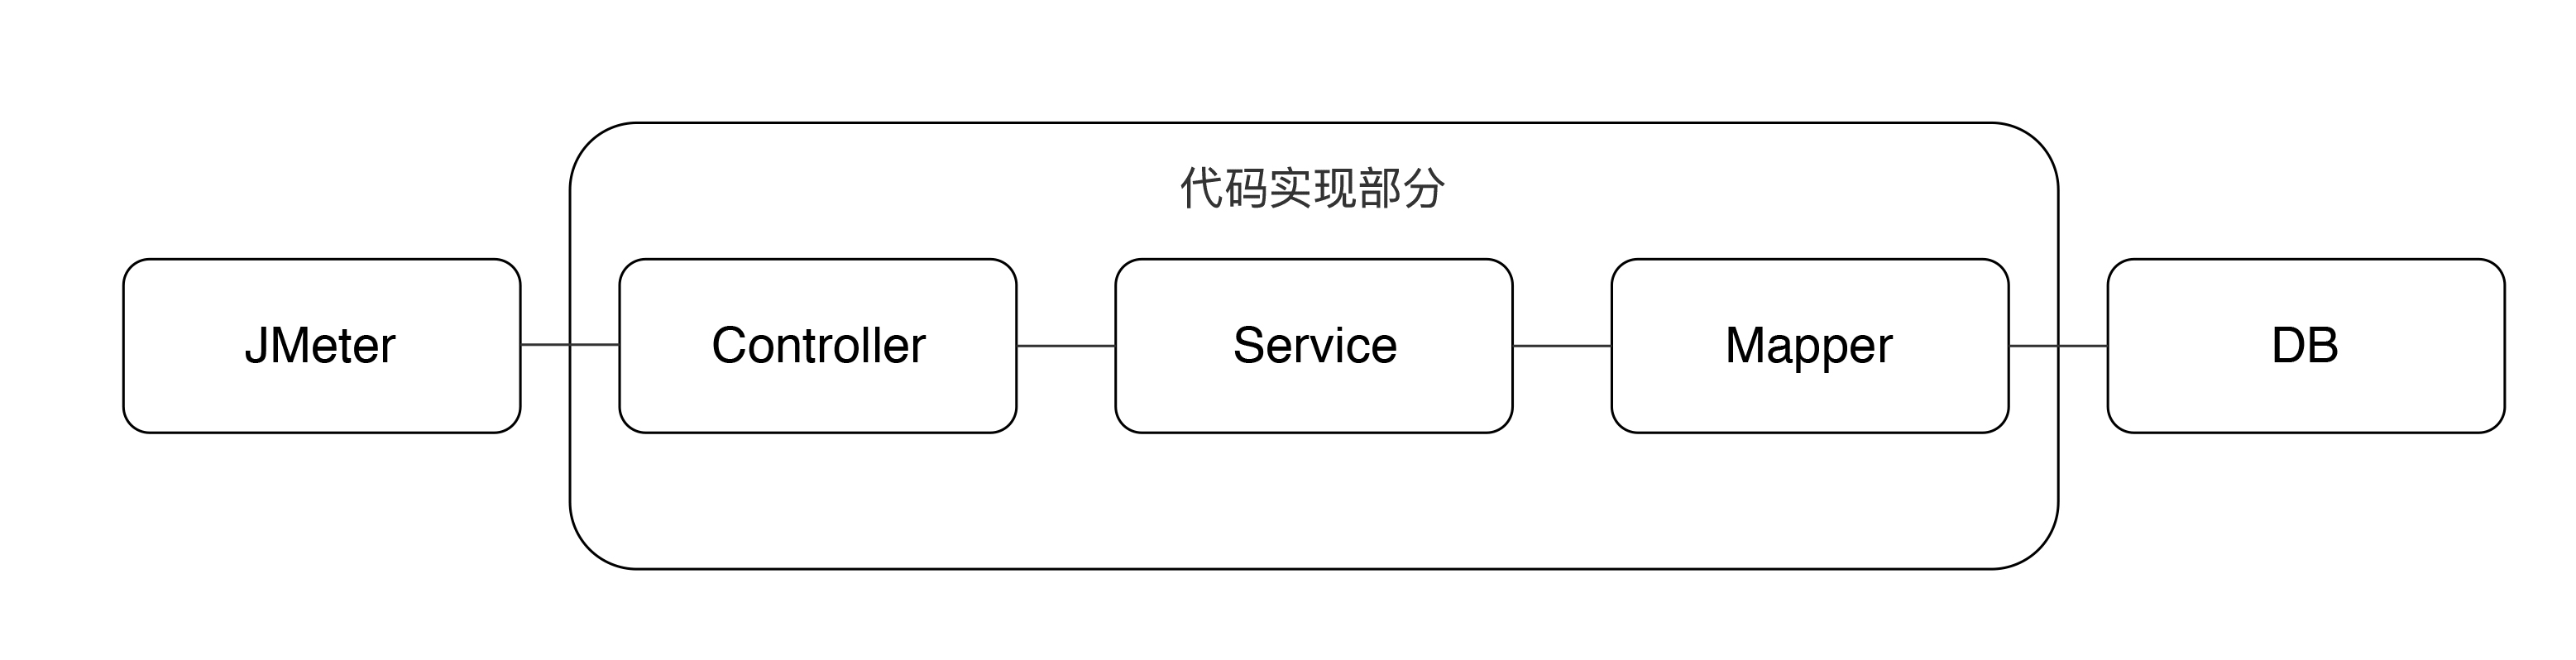 代码实现部分
JMeter
Controller
Service
Mapper
DB